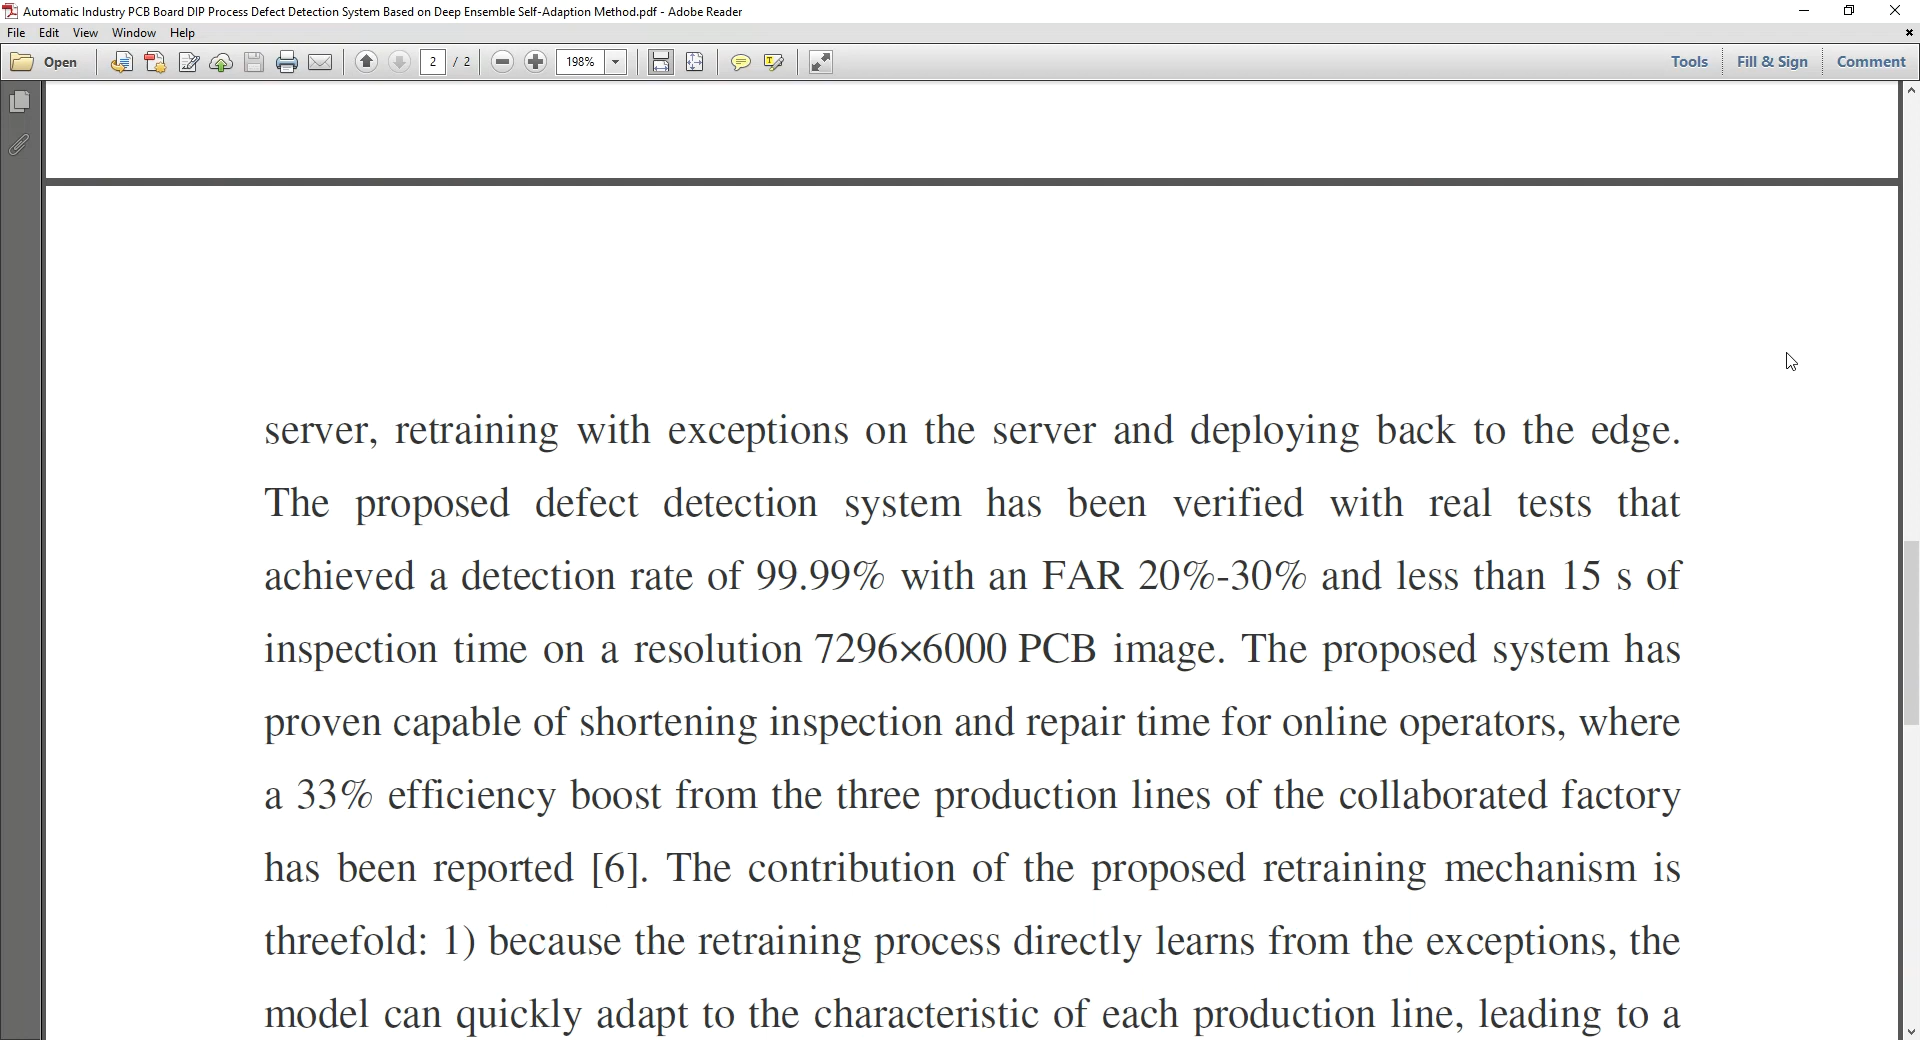 Automatic Industry PCB Board DIP Process Defect Detection System Based on Deep Ensemble Self-Adaption Method.pdf - Adobe Reader
File Edit View Window Help
Open 2 / 2 198% Tools Fill & Sign Comment
server, retraining with exceptions on the server and deploying back to the edge.
The proposed defect detection system has been verified with real tests that
achieved a detection rate of 99.99% with an FAR 20%-30% and less than 15 s of
inspection time on a resolution 7296×6000 PCB image. The proposed system has
proven capable of shortening inspection and repair time for online operators, where
a 33% efficiency boost from the three production lines of the collaborated factory
has been reported [6]. The contribution of the proposed retraining mechanism is
threefold: 1) because the retraining process directly learns from the exceptions, the
model can quickly adapt to the characteristic of each production line, leading to a